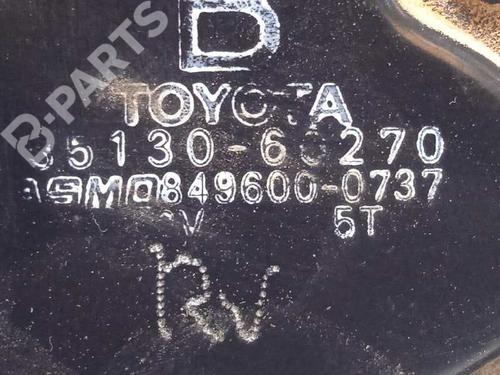 B-PARTS
B
TOYOTA
85130-60270
ASMO 849600-0737
5T
RV